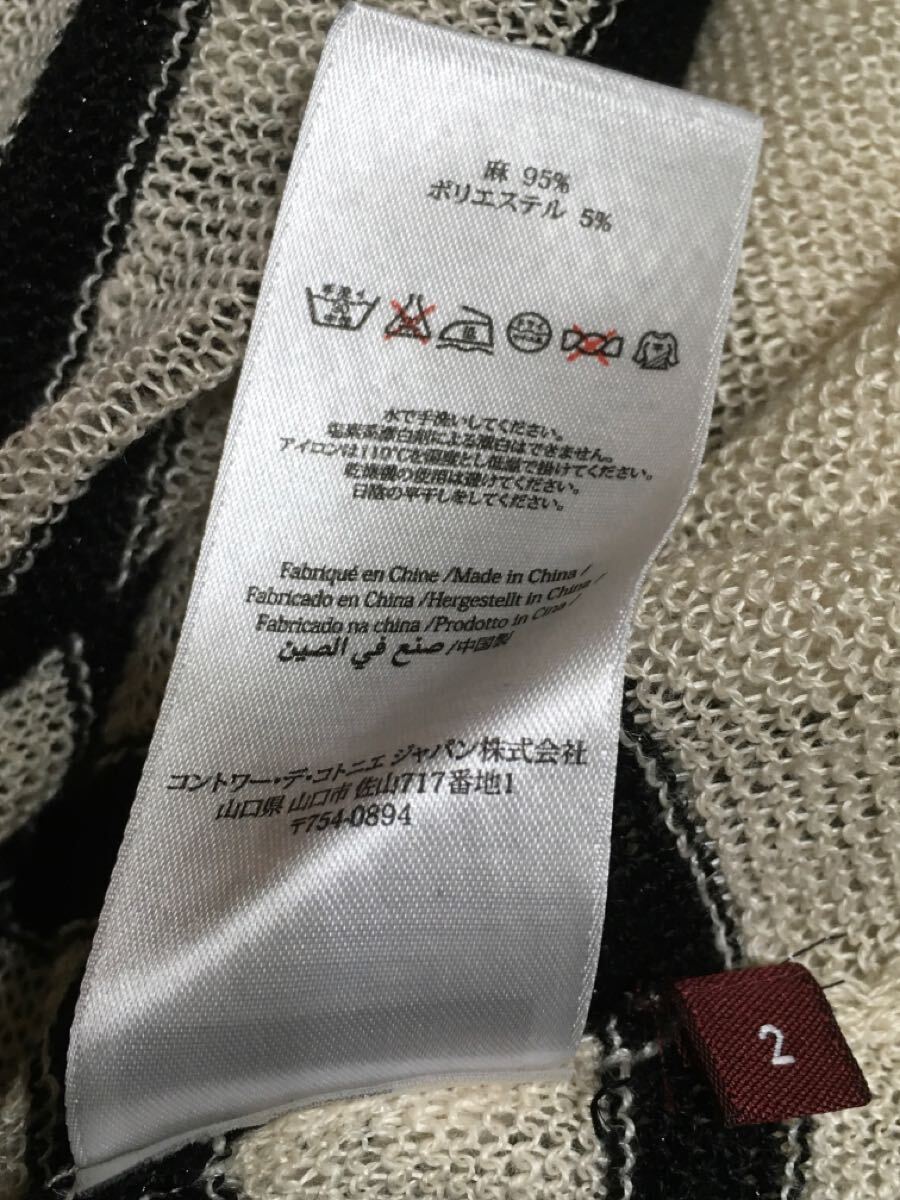 麻 95%
ポリエステル 5%
水で手洗いしてください。
塩素系漂白剤による漂白はできません。
アイロンは110℃を限度とし低温で掛けてください。
乾燥機の使用は避けてください。
日陰の平干しをしてください。
Fabriqué en Chine /Made in China /
Fabricado en China /Hergestellt in China /
Fabricado na china /Prodotto in Cina /
صنع في الصين /中国製
コントワー・デ・コトニエ ジャパン株式会社
山口県 山口市 佐山717番地1
〒754-0894
2